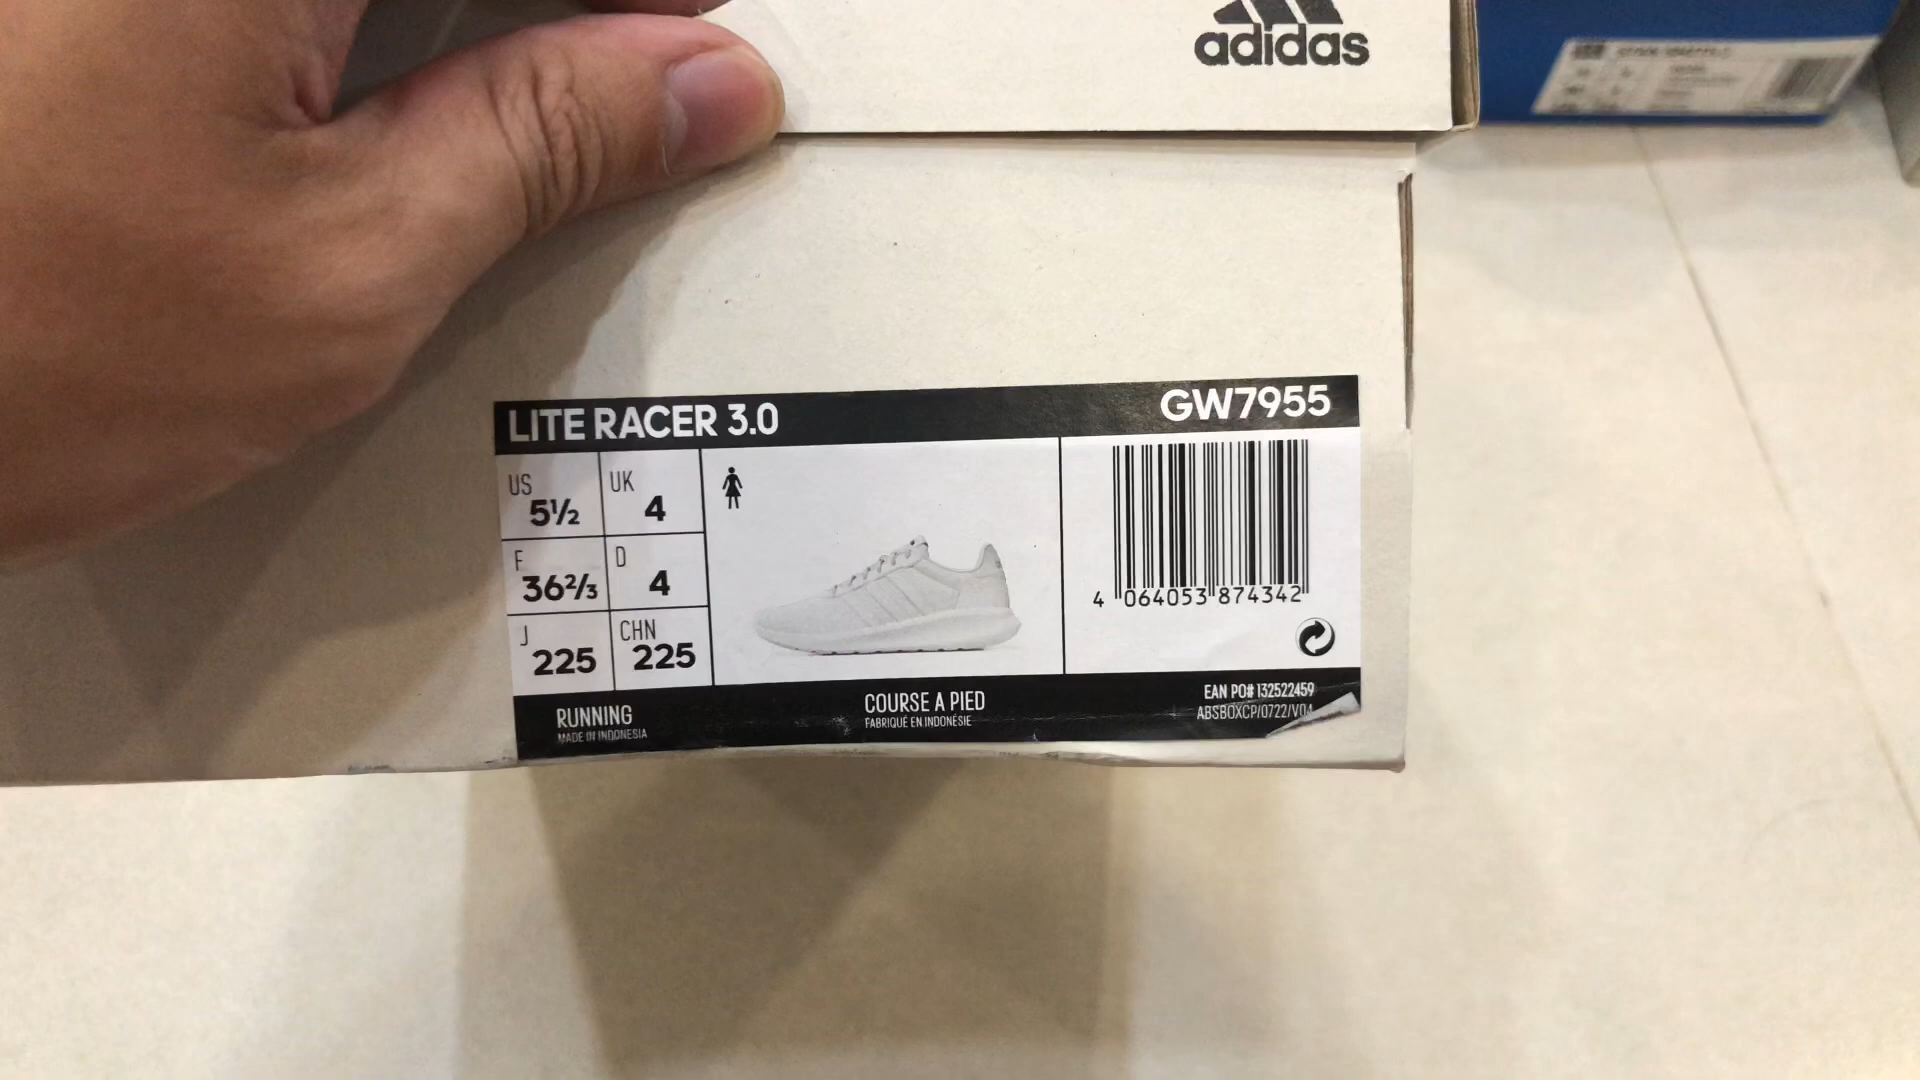 adidas
LITE RACER 3.0
GW7955
US
5½
UK
4
F
36⅔
D
4
J
225
CHN
225
4 064053 874342
RUNNING
MADE IN INDONESIA
COURSE A PIED
FABRIQUÉ EN INDONÉSIE
EAN PO# 132522459
ABSBOXCP/0722/V04